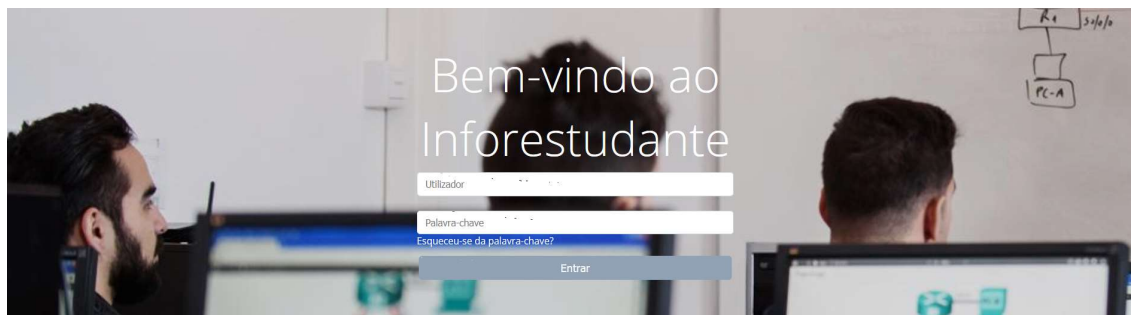 Bem-vindo ao
Inforestudante
Utilizador
Palavra-chave
Esqueceu-se da palavra-chave?
Entrar
R1
PC-A